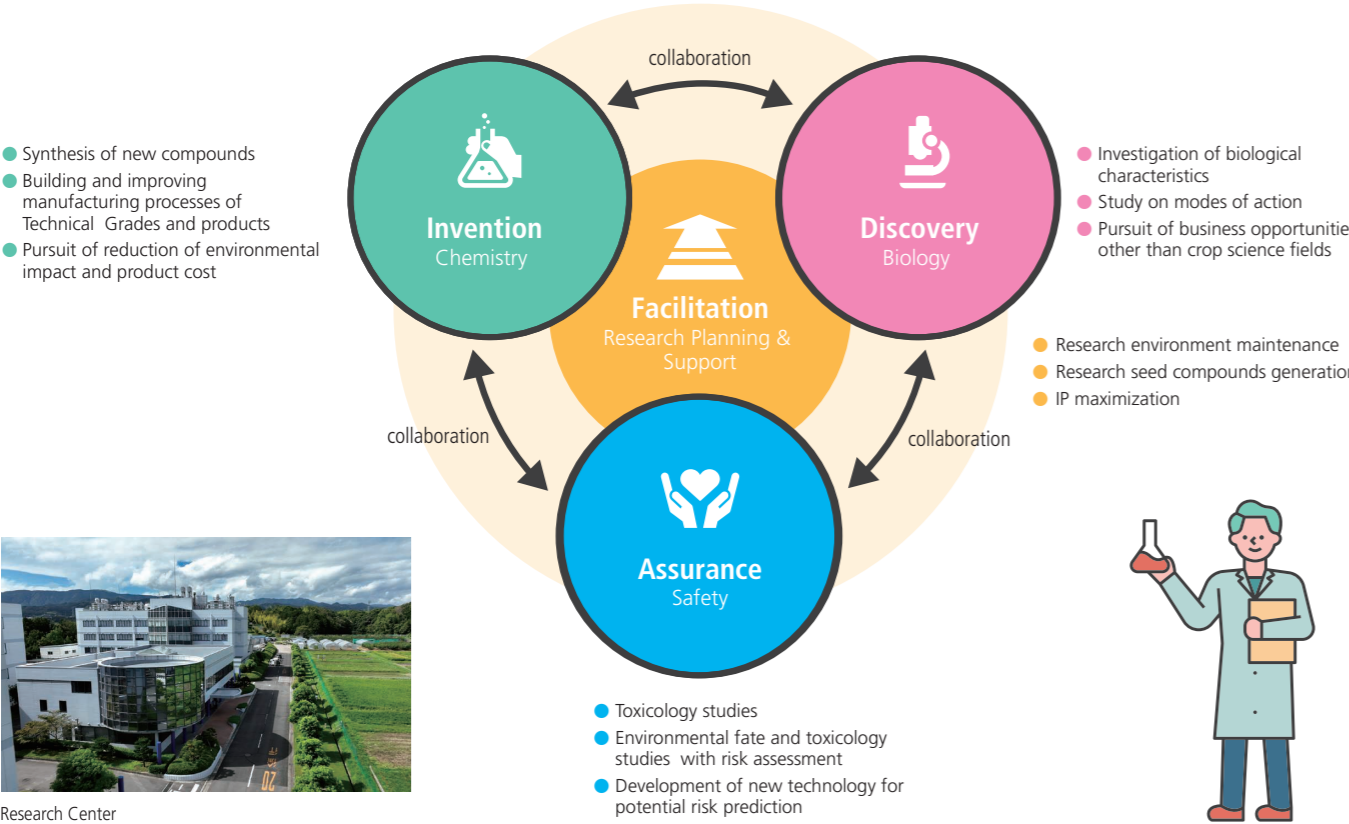 collaboration
Invention
Chemistry
Discovery
Biology
Facilitation
Research Planning &
Support
collaboration
collaboration
Assurance
Safety
● Synthesis of new compounds
● Building and improving
manufacturing processes of
Technical Grades and products
● Pursuit of reduction of environmental
impact and product cost
● Investigation of biological
characteristics
● Study on modes of action
● Pursuit of business opportunitie
other than crop science fields
● Research environment maintenance
● Research seed compounds generation
● IP maximization
● Toxicology studies
● Environmental fate and toxicology
studies with risk assessment
● Development of new technology for
potential risk prediction
20
Research Center